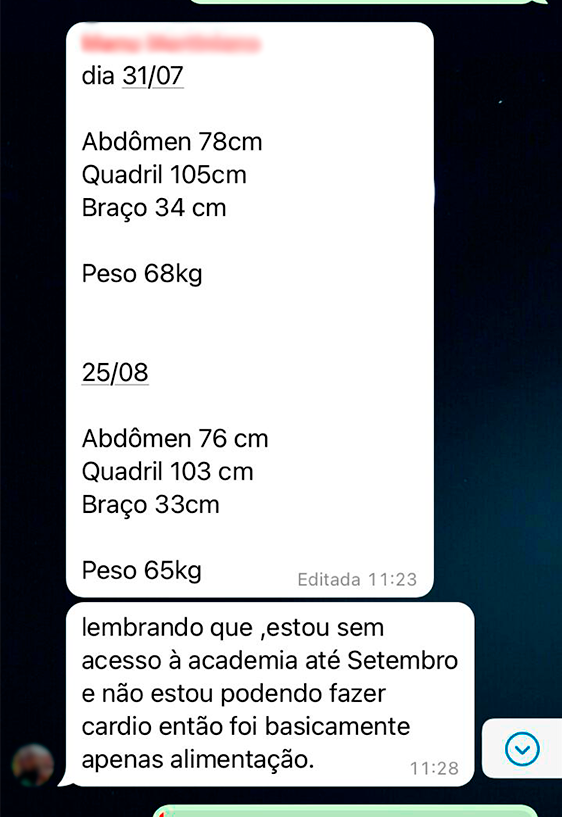 dia 31/07
Abdômen 78cm
Quadril 105cm
Braço 34 cm
Peso 68kg
25/08
Abdômen 76 cm
Quadril 103 cm
Braço 33cm
Peso 65kg
Editada 11:23
lembrando que ,estou sem
acesso à academia até Setembro
e não estou podendo fazer
cardio então foi basicamente
apenas alimentação.
11:28